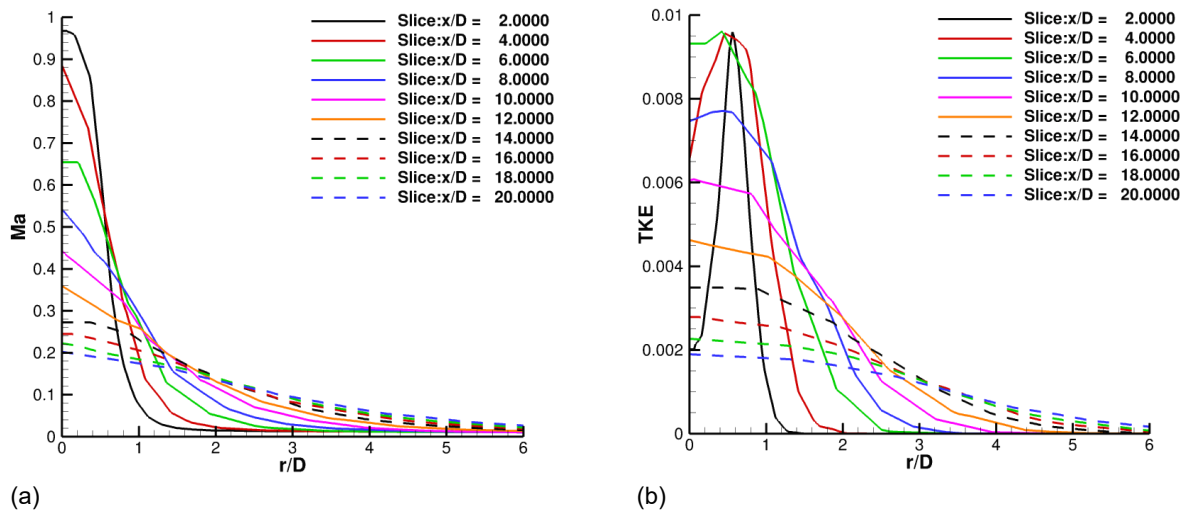 Ma
1
0.9
0.8
0.7
0.6
0.5
0.4
0.3
0.2
0.1
0
0 1 2 3 4 5 6
r/D
Slice:x/D = 2.0000
Slice:x/D = 4.0000
Slice:x/D = 6.0000
Slice:x/D = 8.0000
Slice:x/D = 10.0000
Slice:x/D = 12.0000
Slice:x/D = 14.0000
Slice:x/D = 16.0000
Slice:x/D = 18.0000
Slice:x/D = 20.0000
(a)
TKE
0.01
0.008
0.006
0.004
0.002
0
0 1 2 3 4 5 6
r/D
Slice:x/D = 2.0000
Slice:x/D = 4.0000
Slice:x/D = 6.0000
Slice:x/D = 8.0000
Slice:x/D = 10.0000
Slice:x/D = 12.0000
Slice:x/D = 14.0000
Slice:x/D = 16.0000
Slice:x/D = 18.0000
Slice:x/D = 20.0000
(b)